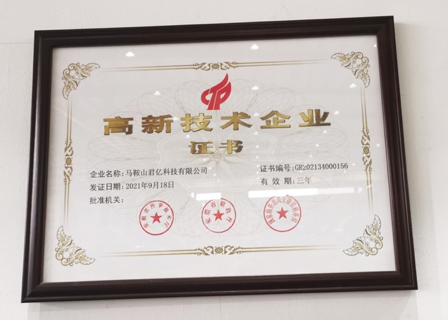 高新技术企业
证书
企业名称:马鞍山君亿科技有限公司
证书编号:GR202134000156
发证日期:2021年9月18日
有效期:三年
批准机关: